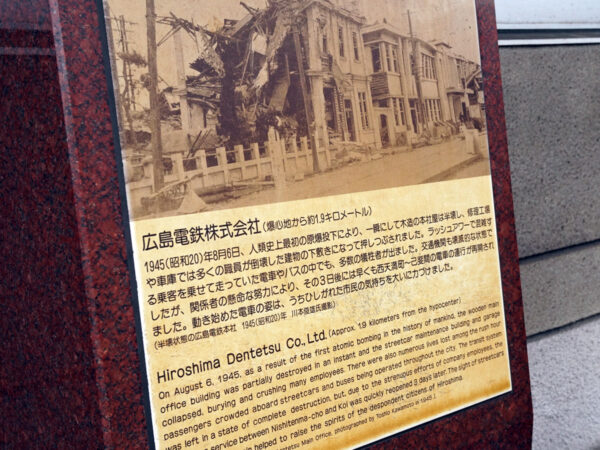 広島電鉄株式会社(爆心地から約1.9キロメートル)
1945(昭和20)年8月6日、人類史上最初の原爆投下により、一瞬にして木造の本社屋は半壊し、修理工場
や車庫では多くの職員が倒壊した建物の下敷きになって押しつぶされました。ラッシュアワーで混雑す
る乗客を乗せて走っていた電車やバスの中でも、多数の犠牲者が出ました。交通機関も壊滅的な状態で
したが、関係者の懸命な努力により、その3日後には早くも西天満町―己斐間の電車の運行が再開され
ました。動き始めた電車の姿は、うちひしがれた市民の気持ちを大いに力づけました。
(半壊状態の広島電鉄本社 1945(昭和20)年 川本俊雄氏撮影)
Hiroshima Dentetsu Co., Ltd. (Approx. 1.9 kilometers from the hypocenter)
On August 6, 1945, as a result of the first atomic bombing in the history of mankind, the wooden main
office building was partially destroyed in an instant and the streetcar maintenance building and garage
collapsed, burying and crushing many employees. There were also numerous lives lost among the rush hour
passengers crowded aboard streetcars and buses being operated throughout the city. The transit system
was left in a state of complete destruction, but, due to the strenuous efforts of company employees, the
service between Nishitenma-cho and Koi was quickly reopened 3 days later. The sight of streetcars
helped to raise the spirits of the despondent citizens of Hiroshima.
Main Office, photographed by Toshio Kawamoto in 1945.)